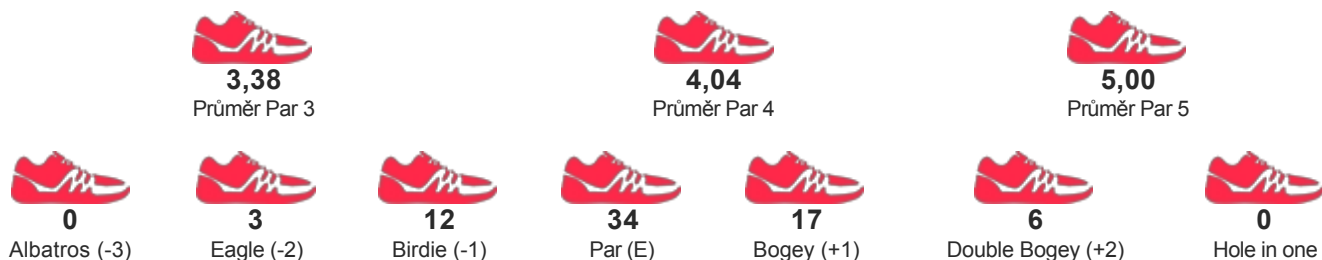 3,38 4,04 5,00
Průměr Par 3 Průměr Par 4 Průměr Par 5
0 3 12 34 17 6 0
Albatros (-3) Eagle (-2) Birdie (-1) Par (E) Bogey (+1) Double Bogey (+2) Hole in one